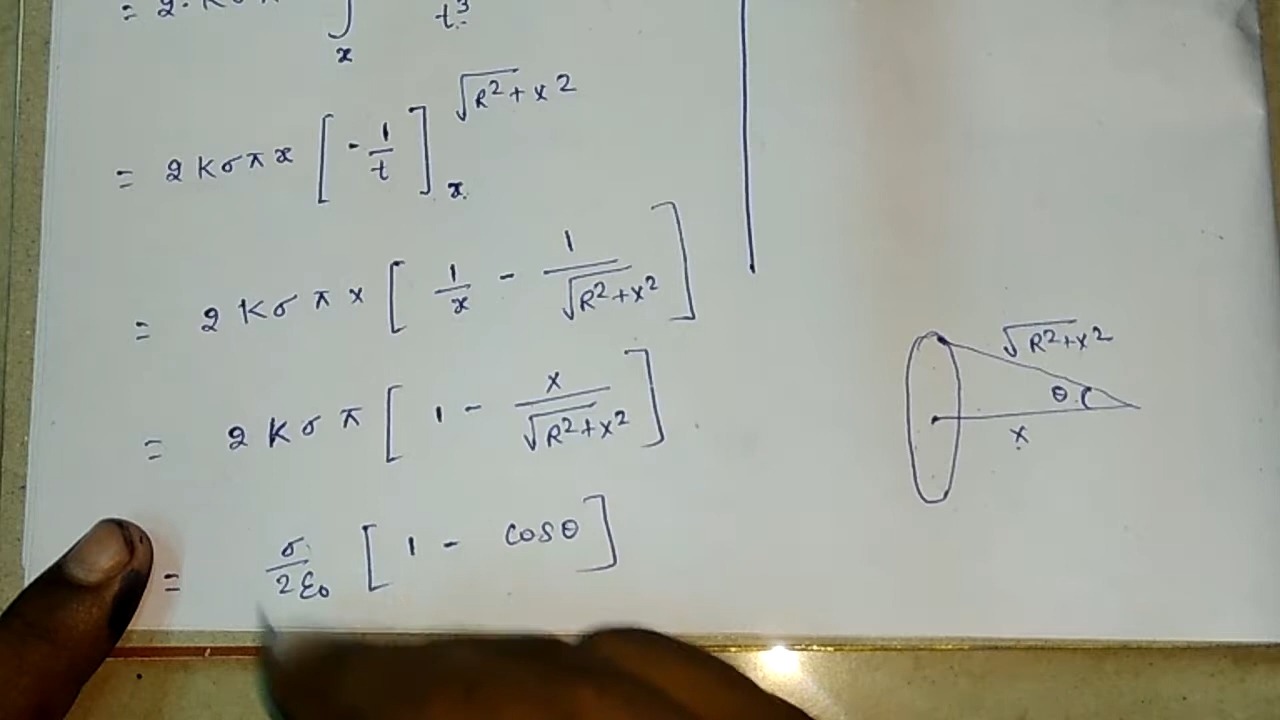 = 2. K σ π ∫ₓ t³
= 2 K σ π x [ - 1/t ]ₓ^√R²+x²
= 2 K σ π x [ 1/x - 1/√R²+x² ]
= 2 K σ π [ 1 - x/√R²+x² ]
= σ/2ε₀ [ 1 - cos θ ]
√R²+x²
θ
x